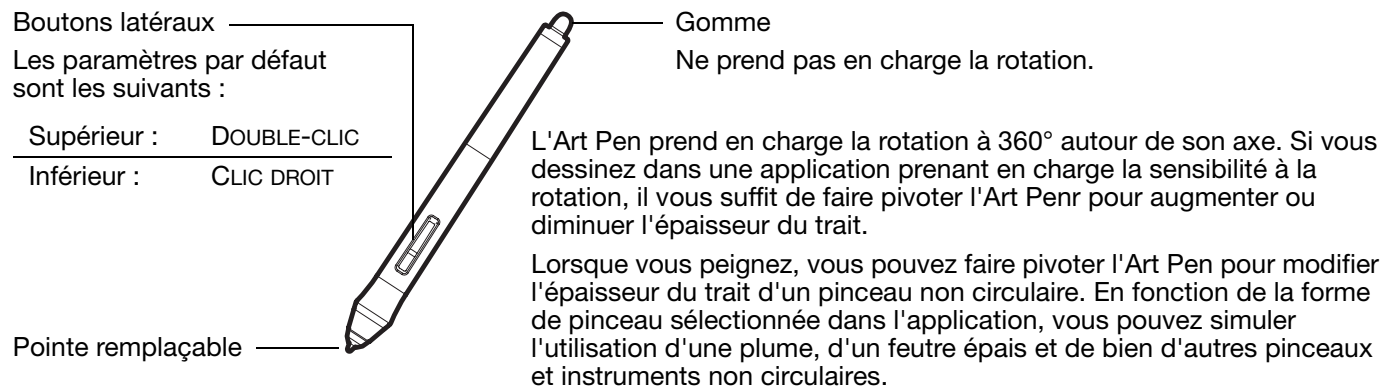 Boutons latéraux
Les paramètres par défaut
sont les suivants :
Supérieur : DOUBLE-CLIC
Inférieur : CLIC DROIT
Pointe remplaçable
Gomme
Ne prend pas en charge la rotation.
L'Art Pen prend en charge la rotation à 360° autour de son axe. Si vous
dessinez dans une application prenant en charge la sensibilité à la
rotation, il vous suffit de faire pivoter l'Art Penr pour augmenter ou
diminuer l'épaisseur du trait.
Lorsque vous peignez, vous pouvez faire pivoter l'Art Pen pour modifier
l'épaisseur du trait d'un pinceau non circulaire. En fonction de la forme
de pinceau sélectionnée dans l'application, vous pouvez simuler
l'utilisation d'une plume, d'un feutre épais et de bien d'autres pinceaux
et instruments non circulaires.